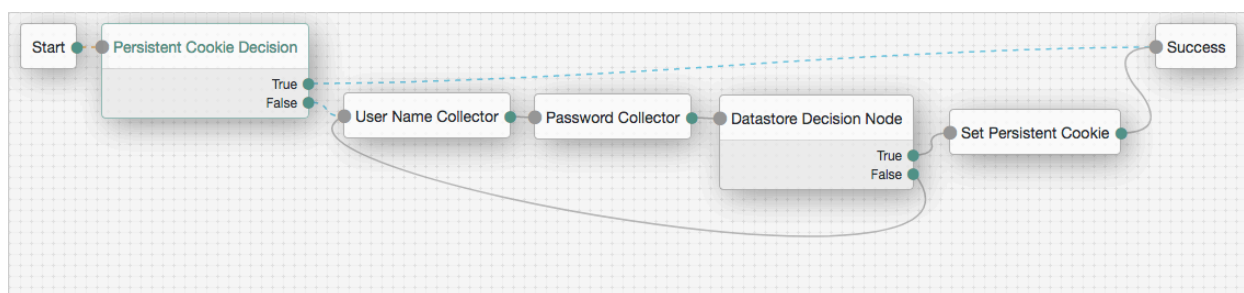 Start
Persistent Cookie Decision
True
False
User Name Collector
Password Collector
Datastore Decision Node
True
False
Set Persistent Cookie
Success